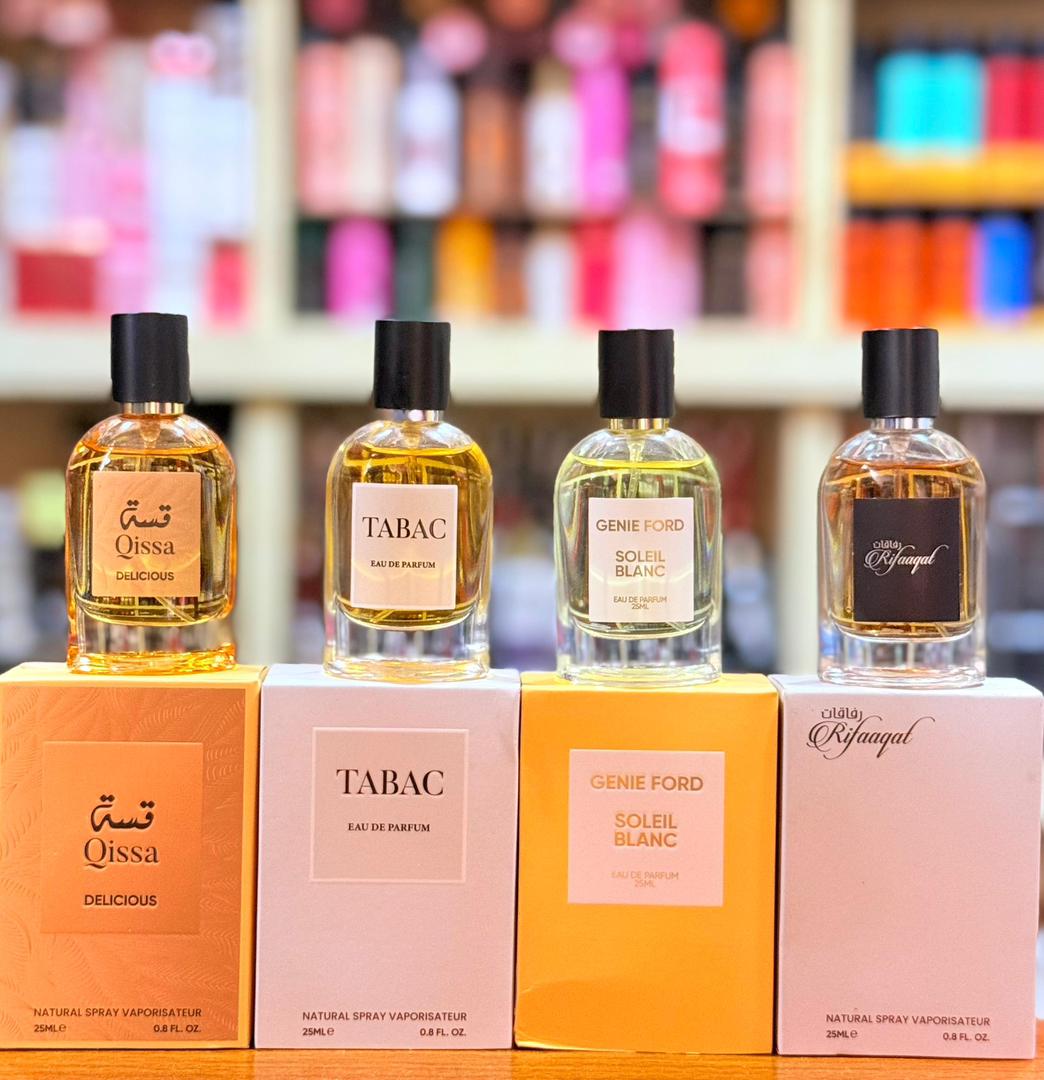 قسة
Qissa
DELICIOUS
TABAC
EAU DE PARFUM
GENIE FORD
SOLEIL
BLANC
EAU DE PARFUM
25ML
رفاقات
Rifaaqat
قسة
Qissa
DELICIOUS
NATURAL SPRAY VAPORISATEUR
25ML℮ 0.8 FL. OZ.
TABAC
EAU DE PARFUM
NATURAL SPRAY VAPORISATEUR
25ML℮ 0.8 FL. OZ.
GENIE FORD
SOLEIL
BLANC
EAU DE PARFUM
25ML
رفاقات
Rifaaqat
NATURAL SPRAY VAPORISATEUR
25ML℮ 0.8 FL. OZ.